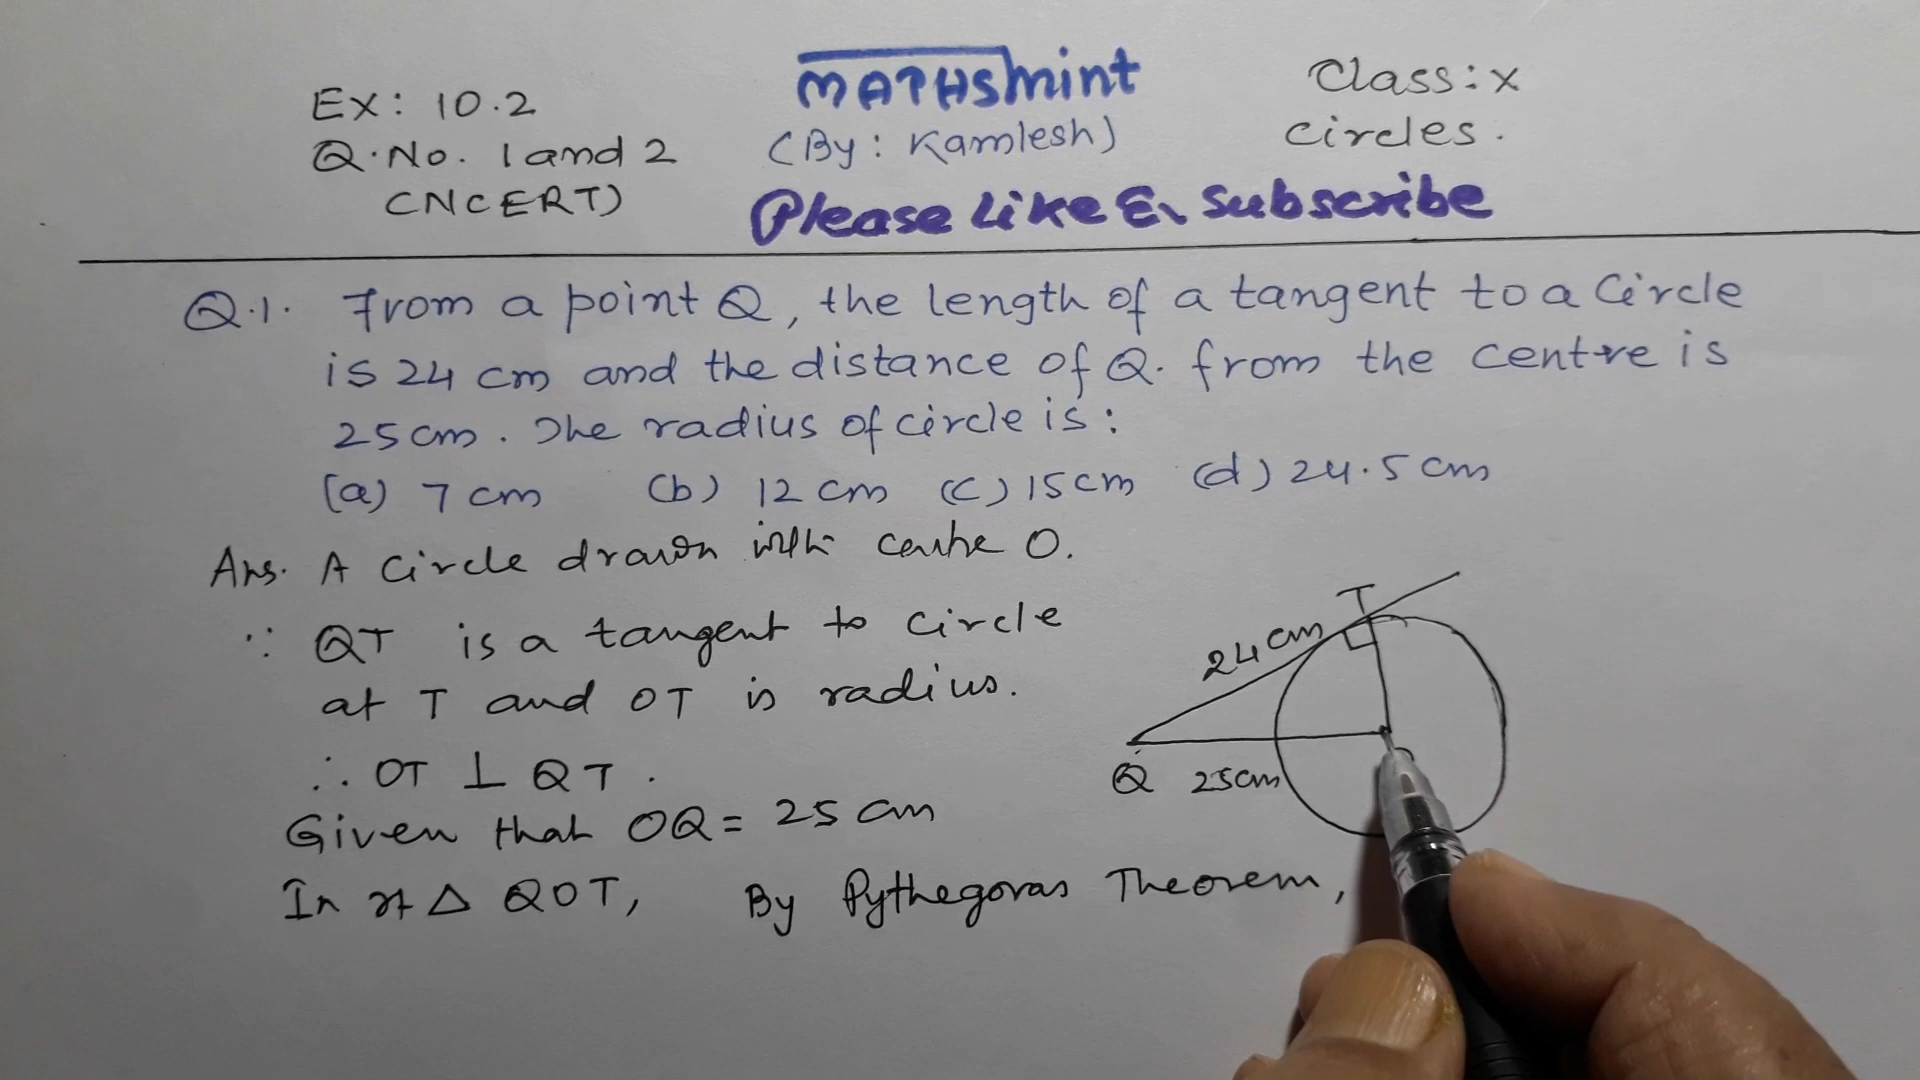 Ex: 10.2
Q. No. 1 and 2
(NCERT)
MATHSmint
(By: Kamlesh)
Please Like & Subscribe
Class: X
Circles.
Q.1. From a point Q, the length of a tangent to a Circle
is 24 cm and the distance of Q. from the centre is
25 cm. The radius of circle is:
(a) 7 cm (b) 12 cm (c) 15 cm (d) 24.5 cm
Ans. A Circle drawn with centre O.
∵ QT is a tangent to circle
at T and OT is radius.
∴ OT ⊥ QT.
Given that OQ = 25 cm
In rt △ QOT, By Pythegoras Theorem,
T
24 cm
Q 25 cm